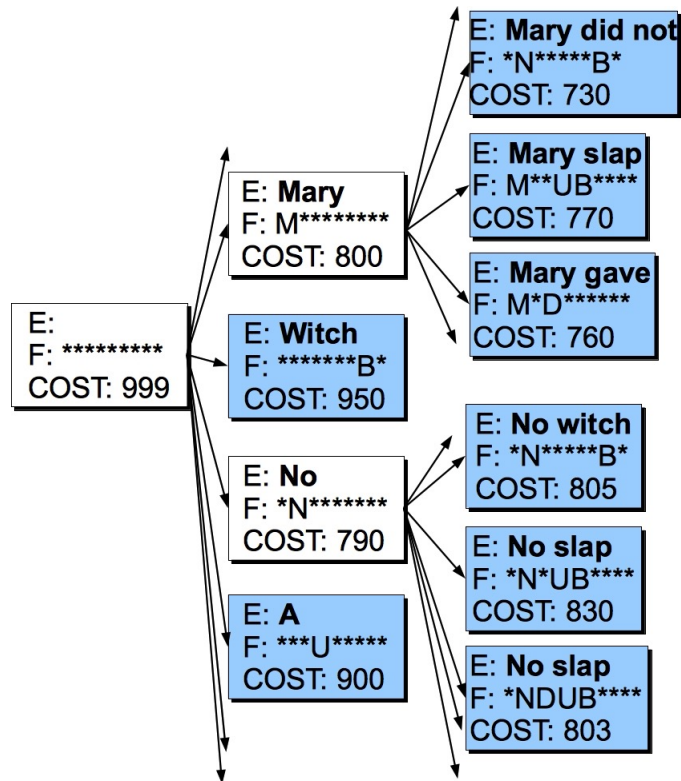 E:
F: *********
COST: 999
E: Mary
F: M********
COST: 800
E: Witch
F: *******B*
COST: 950
E: No
F: *N*******
COST: 790
E: A
F: ***U*****
COST: 900
E: Mary did not
F: *N*****B*
COST: 730
E: Mary slap
F: M**UB****
COST: 770
E: Mary gave
F: M*D******
COST: 760
E: No witch
F: *N*****B*
COST: 805
E: No slap
F: *N*UB****
COST: 830
E: No slap
F: *NDUB****
COST: 803